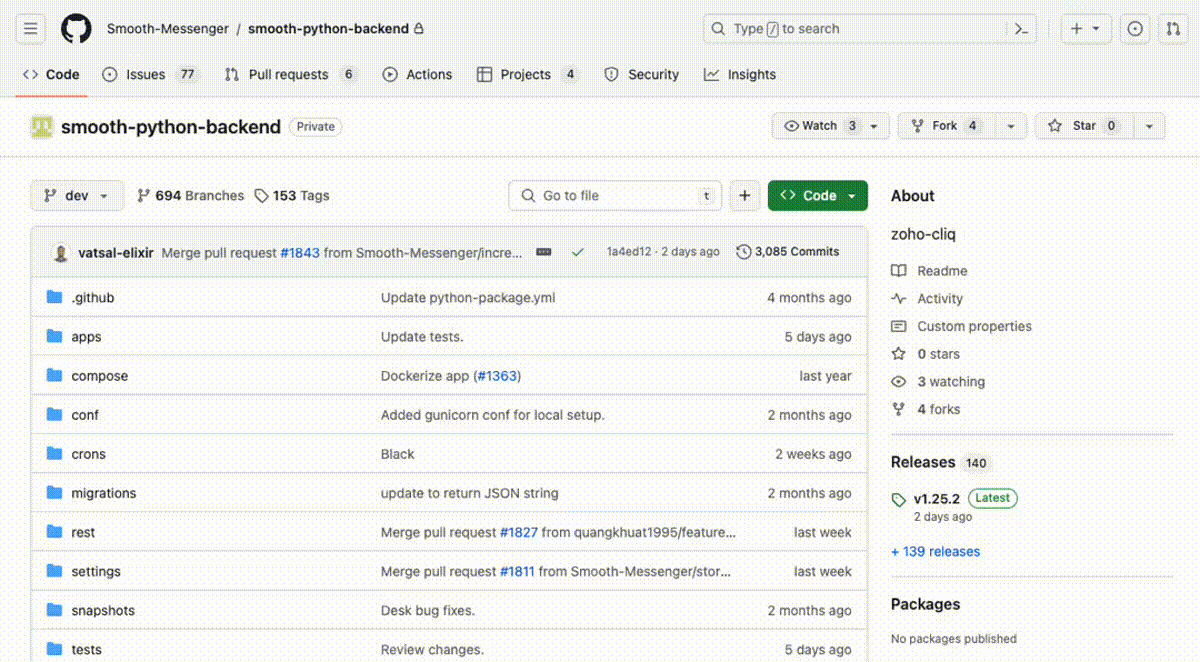 Smooth-Messenger / smooth-python-backend
Type / to search
Code Issues 77 Pull requests 6 Actions Projects 4 Security Insights
smooth-python-backend Private
Watch 3 Fork 4 Star 0
dev 694 Branches 153 Tags
Go to file t
Code
vatsal-elixir Merge pull request #1843 from Smooth-Messenger/incre... 1a4ed12 · 2 days ago 3,085 Commits
.github Update python-package.yml 4 months ago
apps Update tests. 5 days ago
compose Dockerize app (#1363) last year
conf Added gunicorn conf for local setup. 2 months ago
crons Black 2 weeks ago
migrations update to return JSON string 2 months ago
rest Merge pull request #1827 from quangkhuat1995/feature... last week
settings Merge pull request #1811 from Smooth-Messenger/stor... last week
snapshots Desk bug fixes. 2 months ago
tests Review changes. 5 days ago
About
zoho-cliq
Readme
Activity
Custom properties
0 stars
3 watching
4 forks
Releases 140
v1.25.2 Latest
2 days ago
+ 139 releases
Packages
No packages published